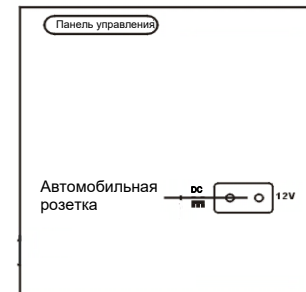 Панель управления
Автомобильная
розетка
DC
12V